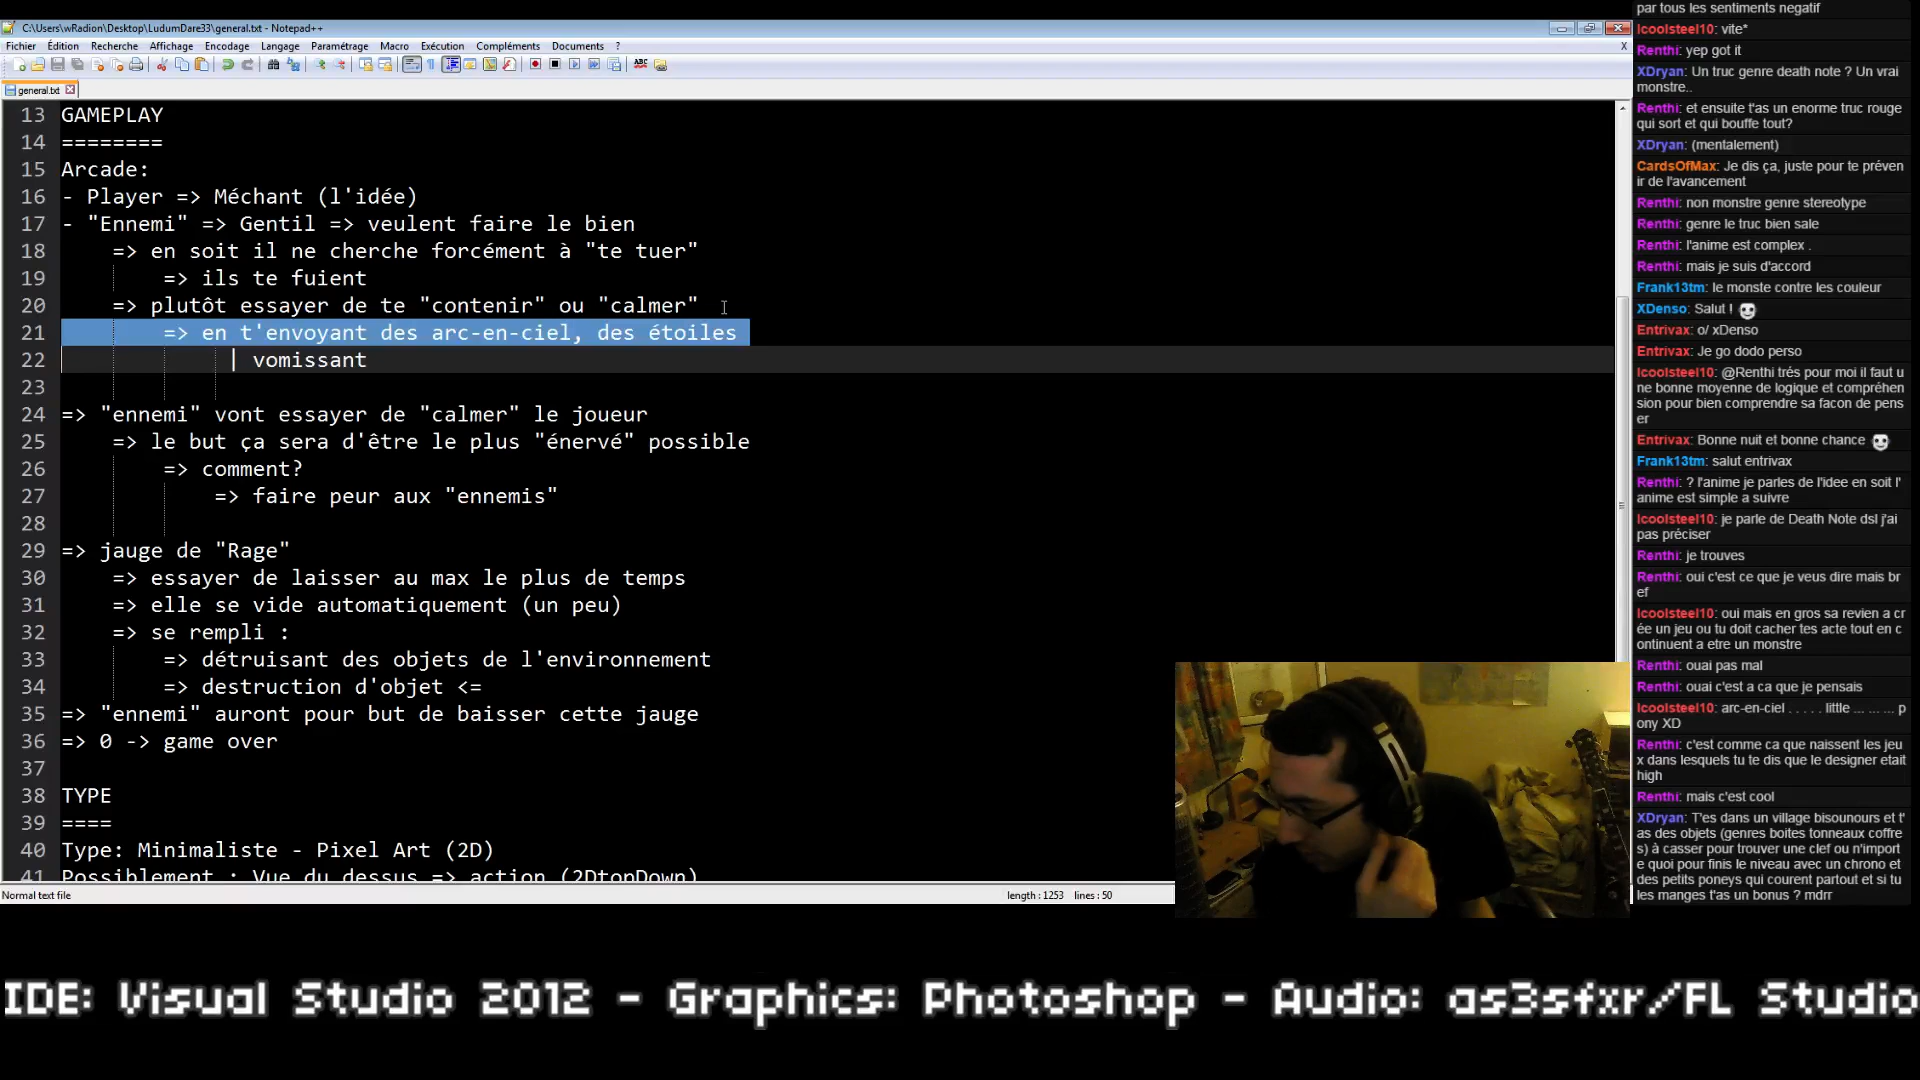 C:\Users\wRadion\Desktop\LudumDare33\general.txt - Notepad++
Fichier Édition Recherche Affichage Encodage Langage Paramétrage Macro Exécution Compléments Documents ?
X
general.txt
13 GAMEPLAY
14 ========
15 Arcade:
16 - Player => Méchant (l'idée)
17 - "Ennemi" => Gentil => veulent faire le bien
18 => en soit il ne cherche forcément à "te tuer"
19 => ils te fuient
20 => plutôt essayer de te "contenir" ou "calmer"
21 => en t'envoyant des arc-en-ciel, des étoiles
22 vomissant
23
24 => "ennemi" vont essayer de "calmer" le joueur
25 => le but ça sera d'être le plus "énervé" possible
26 => comment?
27 => faire peur aux "ennemis"
28
29 => jauge de "Rage"
30 => essayer de laisser au max le plus de temps
31 => elle se vide automatiquement (un peu)
32 => se rempli :
33 => détruisant des objets de l'environnement
34 => destruction d'objet <=
35 => "ennemi" auront pour but de baisser cette jauge
36 => 0 -> game over
37
38 TYPE
39 ====
40 Type: Minimaliste - Pixel Art (2D)
41 Possiblement : Vue du dessus => action (2DtopDown)
Normal text file
length : 1253 lines : 50
par tous les sentiments negatif
Icoolsteel10: vite*
Renthi: yep got it
XDryan: Un truc genre death note ? Un vrai
monstre..
Renthi: et ensuite t'as un enorme truc rouge
qui sort et qui bouffe tout?
XDryan: (mentalement)
CardsOfMax: Je dis ça, juste pour te préven
ir de l'avancement
Renthi: non monstre genre stereotype
Renthi: genre le truc bien sale
Renthi: l'anime est complex .
Renthi: mais je suis d'accord
Frank13tm: le monste contre les couleur
XDenso: Salut !
Entrivax: o/ xDenso
Entrivax: Je go dodo perso
Icoolsteel10: @Renthi trés pour moi il faut u
ne bonne moyenne de logique et compréhen
sion pour bien comprendre sa facon de pens
er
Entrivax: Bonne nuit et bonne chance
Frank13tm: salut entrivax
Renthi: ? l'anime je parles de l'idee en soit l'
anime est simple a suivre
Icoolsteel10: je parle de Death Note dsl j'ai
pas préciser
Renthi: je trouves
Renthi: oui c'est ce que je veus dire mais br
ef
Icoolsteel10: oui mais en gros sa revien a cr
ée un jeu ou tu doit cacher tes acte tout en c
ontinuent a etre un monstre
Renthi: ouai pas mal
Renthi: ouai c'est a ca que je pensais
Icoolsteel10: arc-en-ciel . . . . . little ... ... ... p
ony XD
Renthi: c'est comme ca que naissent les jeu
x dans lesquels tu te dis que le designer etait
high
Renthi: mais c'est cool
XDryan: T'es dans un village bisounours et t'
as des objets (genres boites tonneaux coffre
s) à casser pour trouver une clef ou n'import
e quoi pour finis le niveau avec un chrono et
des petits poneys qui courent partout et si tu
les manges t'as un bonus ? mdrr
IDE: Visual Studio 2012 - Graphics: Photoshop - Audio: as3sfxr/FL Studio